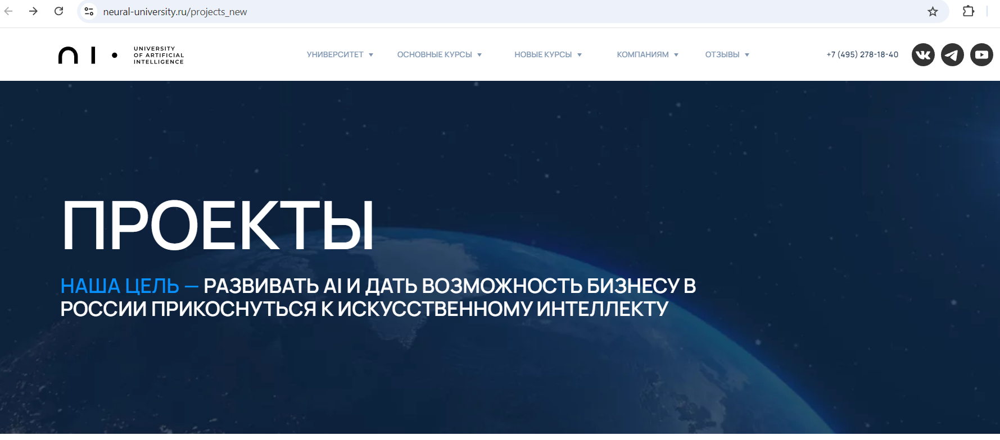 neural-university.ru/projects_new
UNIVERSITY
OF ARTIFICIAL
INTELLIGENCE
УНИВЕРСИТЕТ
ОСНОВНЫЕ КУРСЫ
НОВЫЕ КУРСЫ
КОМПАНИЯМ
ОТЗЫВЫ
+7 (495) 278-18-40
ПРОЕКТЫ
НАША ЦЕЛЬ — РАЗВИВАТЬ AI И ДАТЬ ВОЗМОЖНОСТЬ БИЗНЕСУ В
РОССИИ ПРИКОСНУТЬСЯ К ИСКУССТВЕННОМУ ИНТЕЛЛЕКТУ